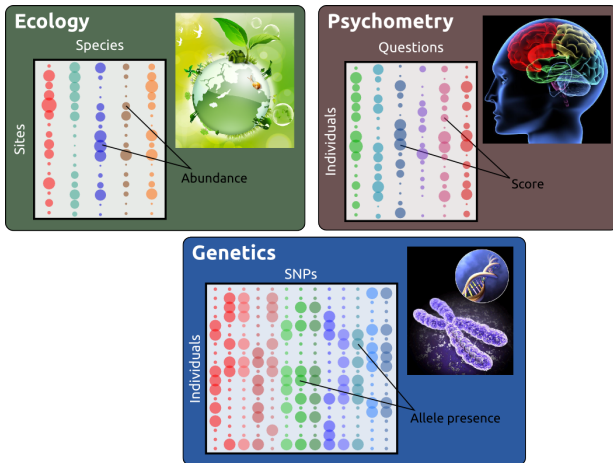 Ecology
Species
Sites
Abundance
Psychometry
Questions
Individuals
Score
Genetics
SNPs
Individuals
Allele presence